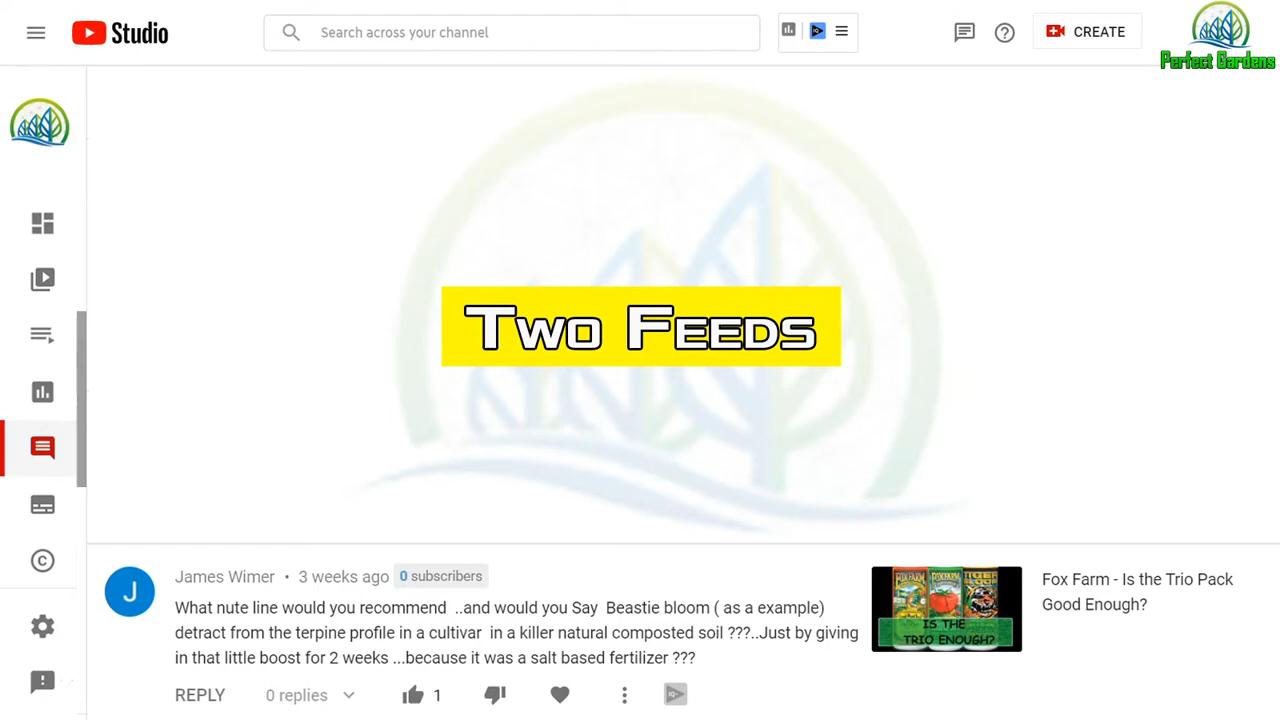 Studio
Search across your channel
CREATE
Perfect Gardens
Two Feeds
James Wimer • 3 weeks ago 0 subscribers
What nute line would you recommend ..and would you Say Beastie bloom ( as a example)
detract from the terpine profile in a cultivar in a killer natural composted soil ???..Just by giving
in that little boost for 2 weeks ...because it was a salt based fertilizer ???
REPLY 0 replies 1
FOXFARM FOXFARM
IS THE
TRIO ENOUGH?
Fox Farm - Is the Trio Pack
Good Enough?